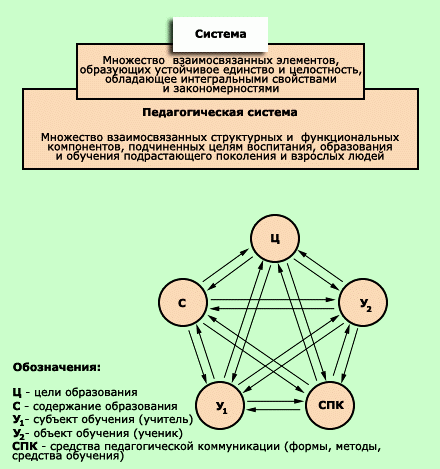 Система
Множество взаимосвязанных элементов,
образующих устойчивое единство и целостность,
обладающее интегральными свойствами
и закономерностями
Педагогическая система
Множество взаимосвязанных структурных и функциональных
компонентов, подчиненных целям воспитания, образования
и обучения подрастающего поколения и взрослых людей
Ц
С
У2
У1
СПК
Обозначения:
Ц - цели образования
С - содержание образования
У1- субъект обучения (учитель)
У2- объект обучения (ученик)
СПК - средства педагогической коммуникации (формы, методы,
средства обучения)